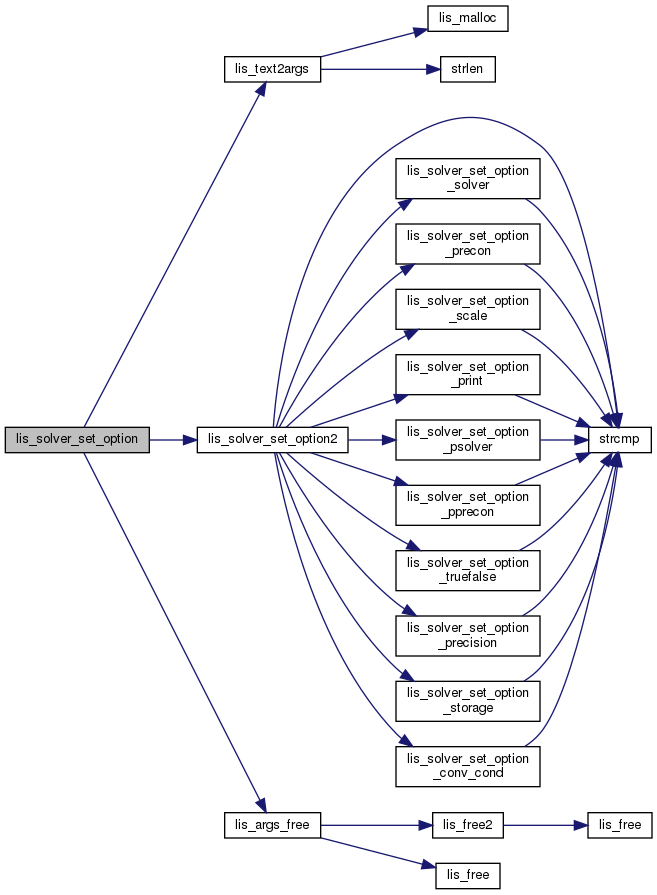 lis_malloc
lis_text2args
strlen
lis_solver_set_option
_solver
lis_solver_set_option
_precon
lis_solver_set_option
_scale
lis_solver_set_option
_print
lis_solver_set_option
lis_solver_set_option2
lis_solver_set_option
_psolver
strcmp
lis_solver_set_option
_pprecon
lis_solver_set_option
_truefalse
lis_solver_set_option
_precision
lis_solver_set_option
_storage
lis_solver_set_option
_conv_cond
lis_args_free
lis_free2
lis_free
lis_free